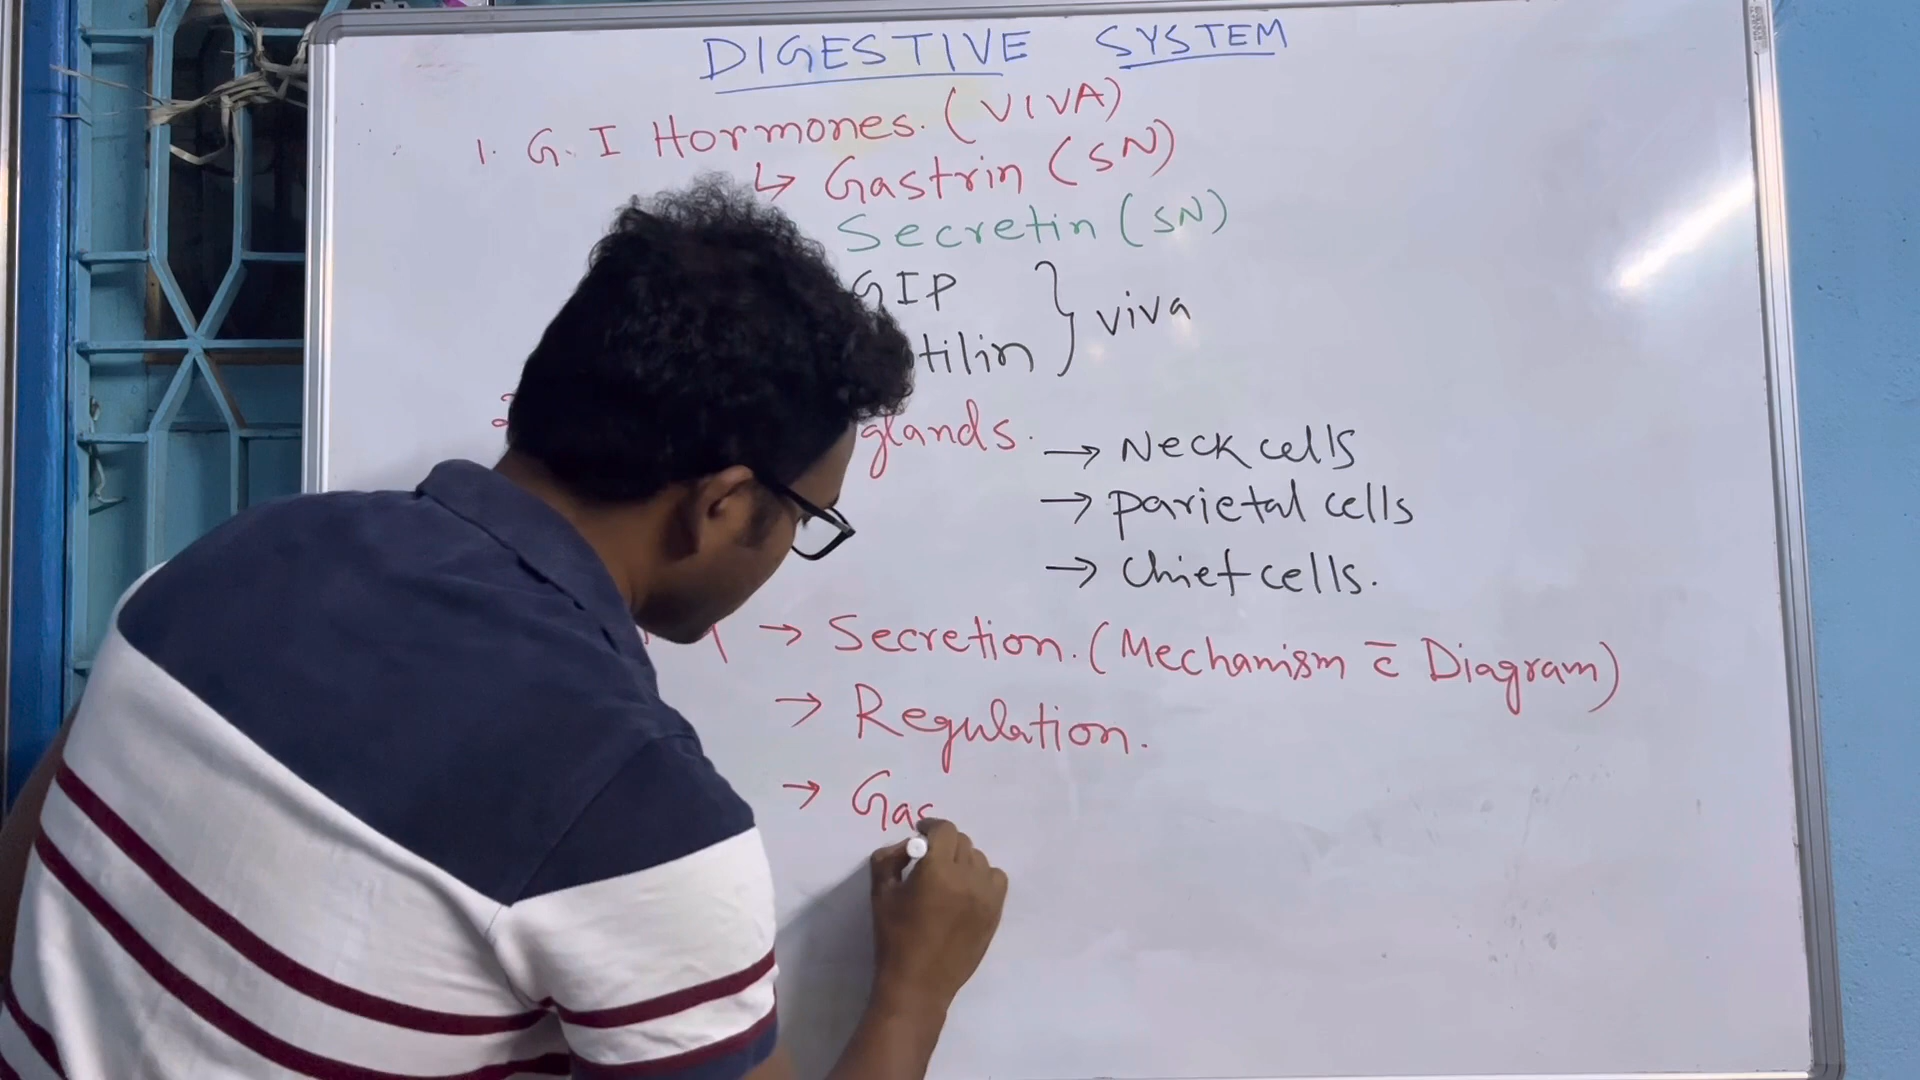 DIGESTIVE SYSTEM
1. G. I Hormones. (VIVA)
↳ Gastrin (SN)
Secretin (SN)
GIP
tilin } viva
glands. → Neck cells
→ parietal cells
→ chief cells.
→ Secretion. (Mechanism c̅ Diagram)
→ Regulation.
→ Gas